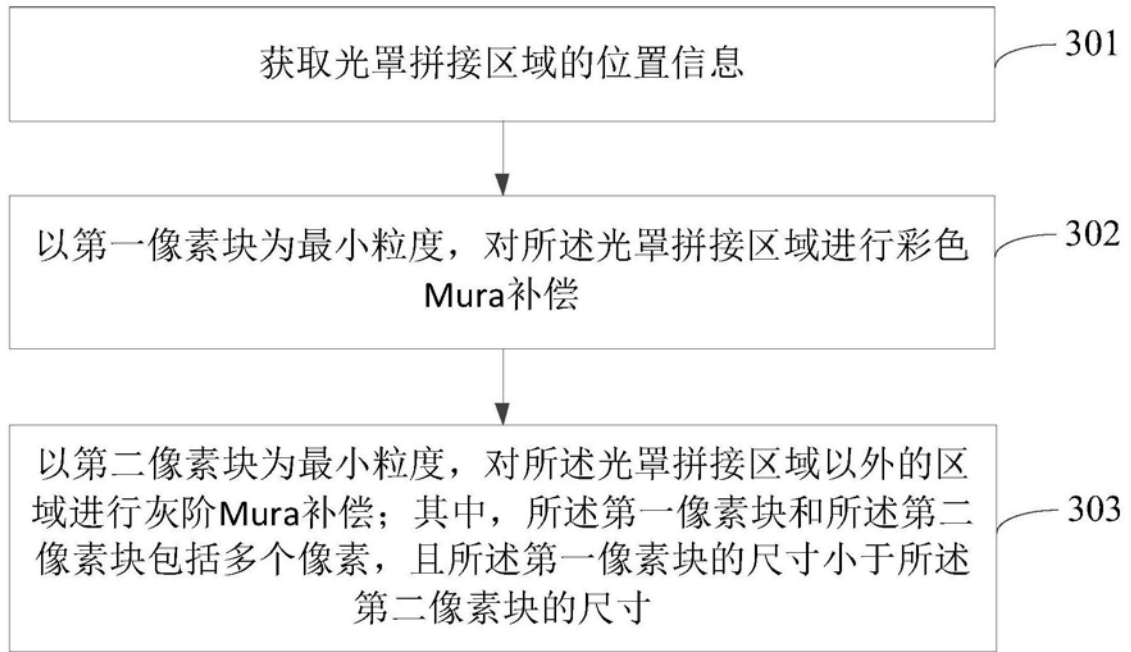 获取光罩拼接区域的位置信息
301
以第一像素块为最小粒度，对所述光罩拼接区域进行彩色
Mura补偿
302
以第二像素块为最小粒度，对所述光罩拼接区域以外的区
域进行灰阶Mura补偿；其中，所述第一像素块和所述第二
像素块包括多个像素，且所述第一像素块的尺寸小于所述
第二像素块的尺寸
303